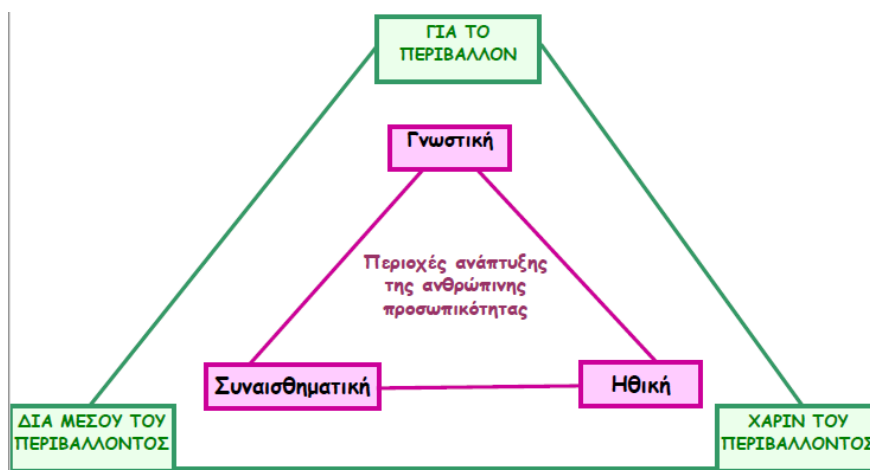 ΓΙΑ ΤΟ
ΠΕΡΙΒΑΛΛΟΝ
Γνωστική
Περιοχές ανάπτυξης
της ανθρώπινης
προσωπικότητας
Συναισθηματική
Ηθική
ΔΙΑ ΜΕΣΟΥ ΤΟΥ
ΠΕΡΙΒΑΛΛΟΝΤΟΣ
ΧΑΡΙΝ ΤΟΥ
ΠΕΡΙΒΑΛΛΟΝΤΟΣ